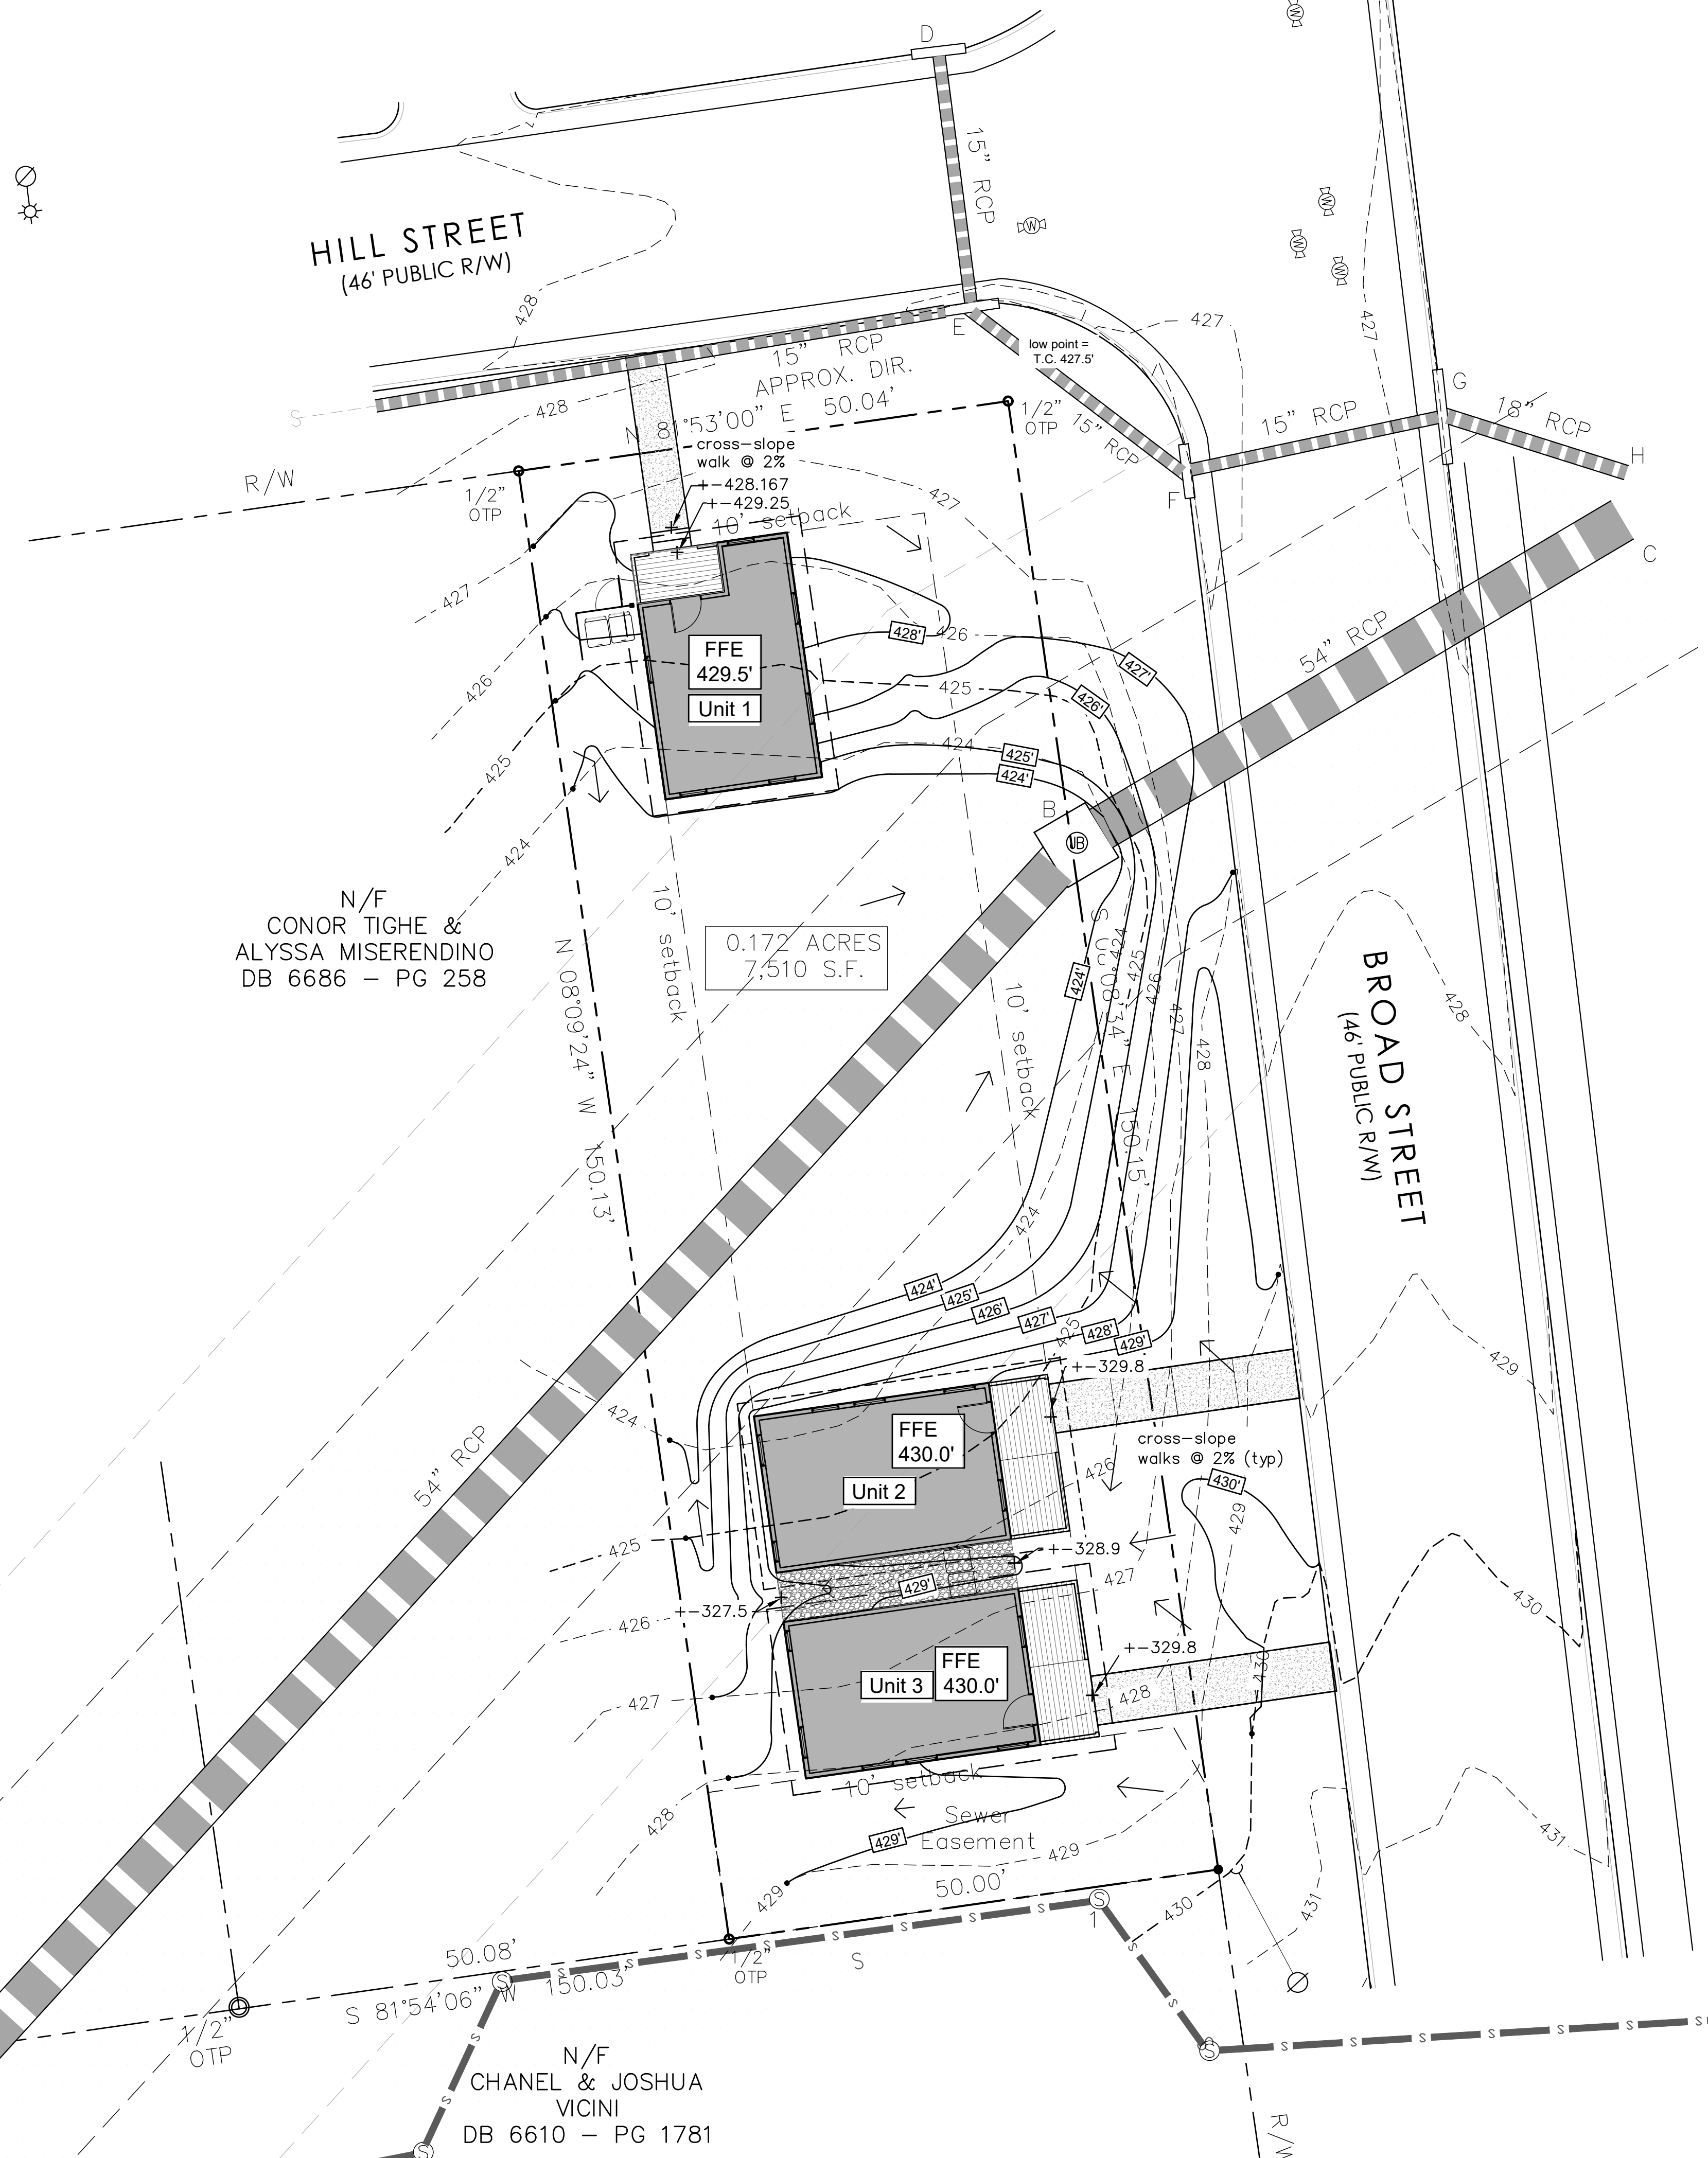 D
15" RCP
HILL STREET
(46' PUBLIC R/W)
428
E
427
427
low point =
T.C. 427.5'
15" RCP
APPROX. DIR.
S
428
N 81°53'00" E 50.04'
1/2"
OTP
15" RCP
15" RCP
G
18" RCP
H
F
R/W
1/2"
OTP
cross-slope
walk @ 2%
+-428.167
+-429.25
10' setback
427
C
427
426
425
424
FFE
429.5'
Unit 1
428'
426
425
424
427'
426'
425'
424'
54" RCP
B
N/F
CONOR TIGHE &
ALYSSA MISERENDINO
DB 6686 - PG 258
0.172 ACRES
7,510 S.F.
10' setback
10' setback
N 08°09'24" W 150.13'
150.15'
424'
424
425
426
427
428
BROAD STREET
(46' PUBLIC R/W)
428
424
424'
425'
426'
427'
428'
429'
425
+-329.8
429
424
54" RCP
FFE
430.0'
Unit 2
cross-slope
walks @ 2% (typ)
426
430'
429
425
+-328.9
427
429'
426
+-327.5
430
+-329.8
FFE
430.0'
Unit 3
428
430
427
10' setback
428
Sewer
Easement
429'
429
431
50.00'
429
430
431
S
1
1/2"
OTP
S
50.08'
S 81°54'06" W 150.03'
S
1/2"
OTP
S
N/F
CHANEL & JOSHUA
VICINI
DB 6610 - PG 1781
S
R/W